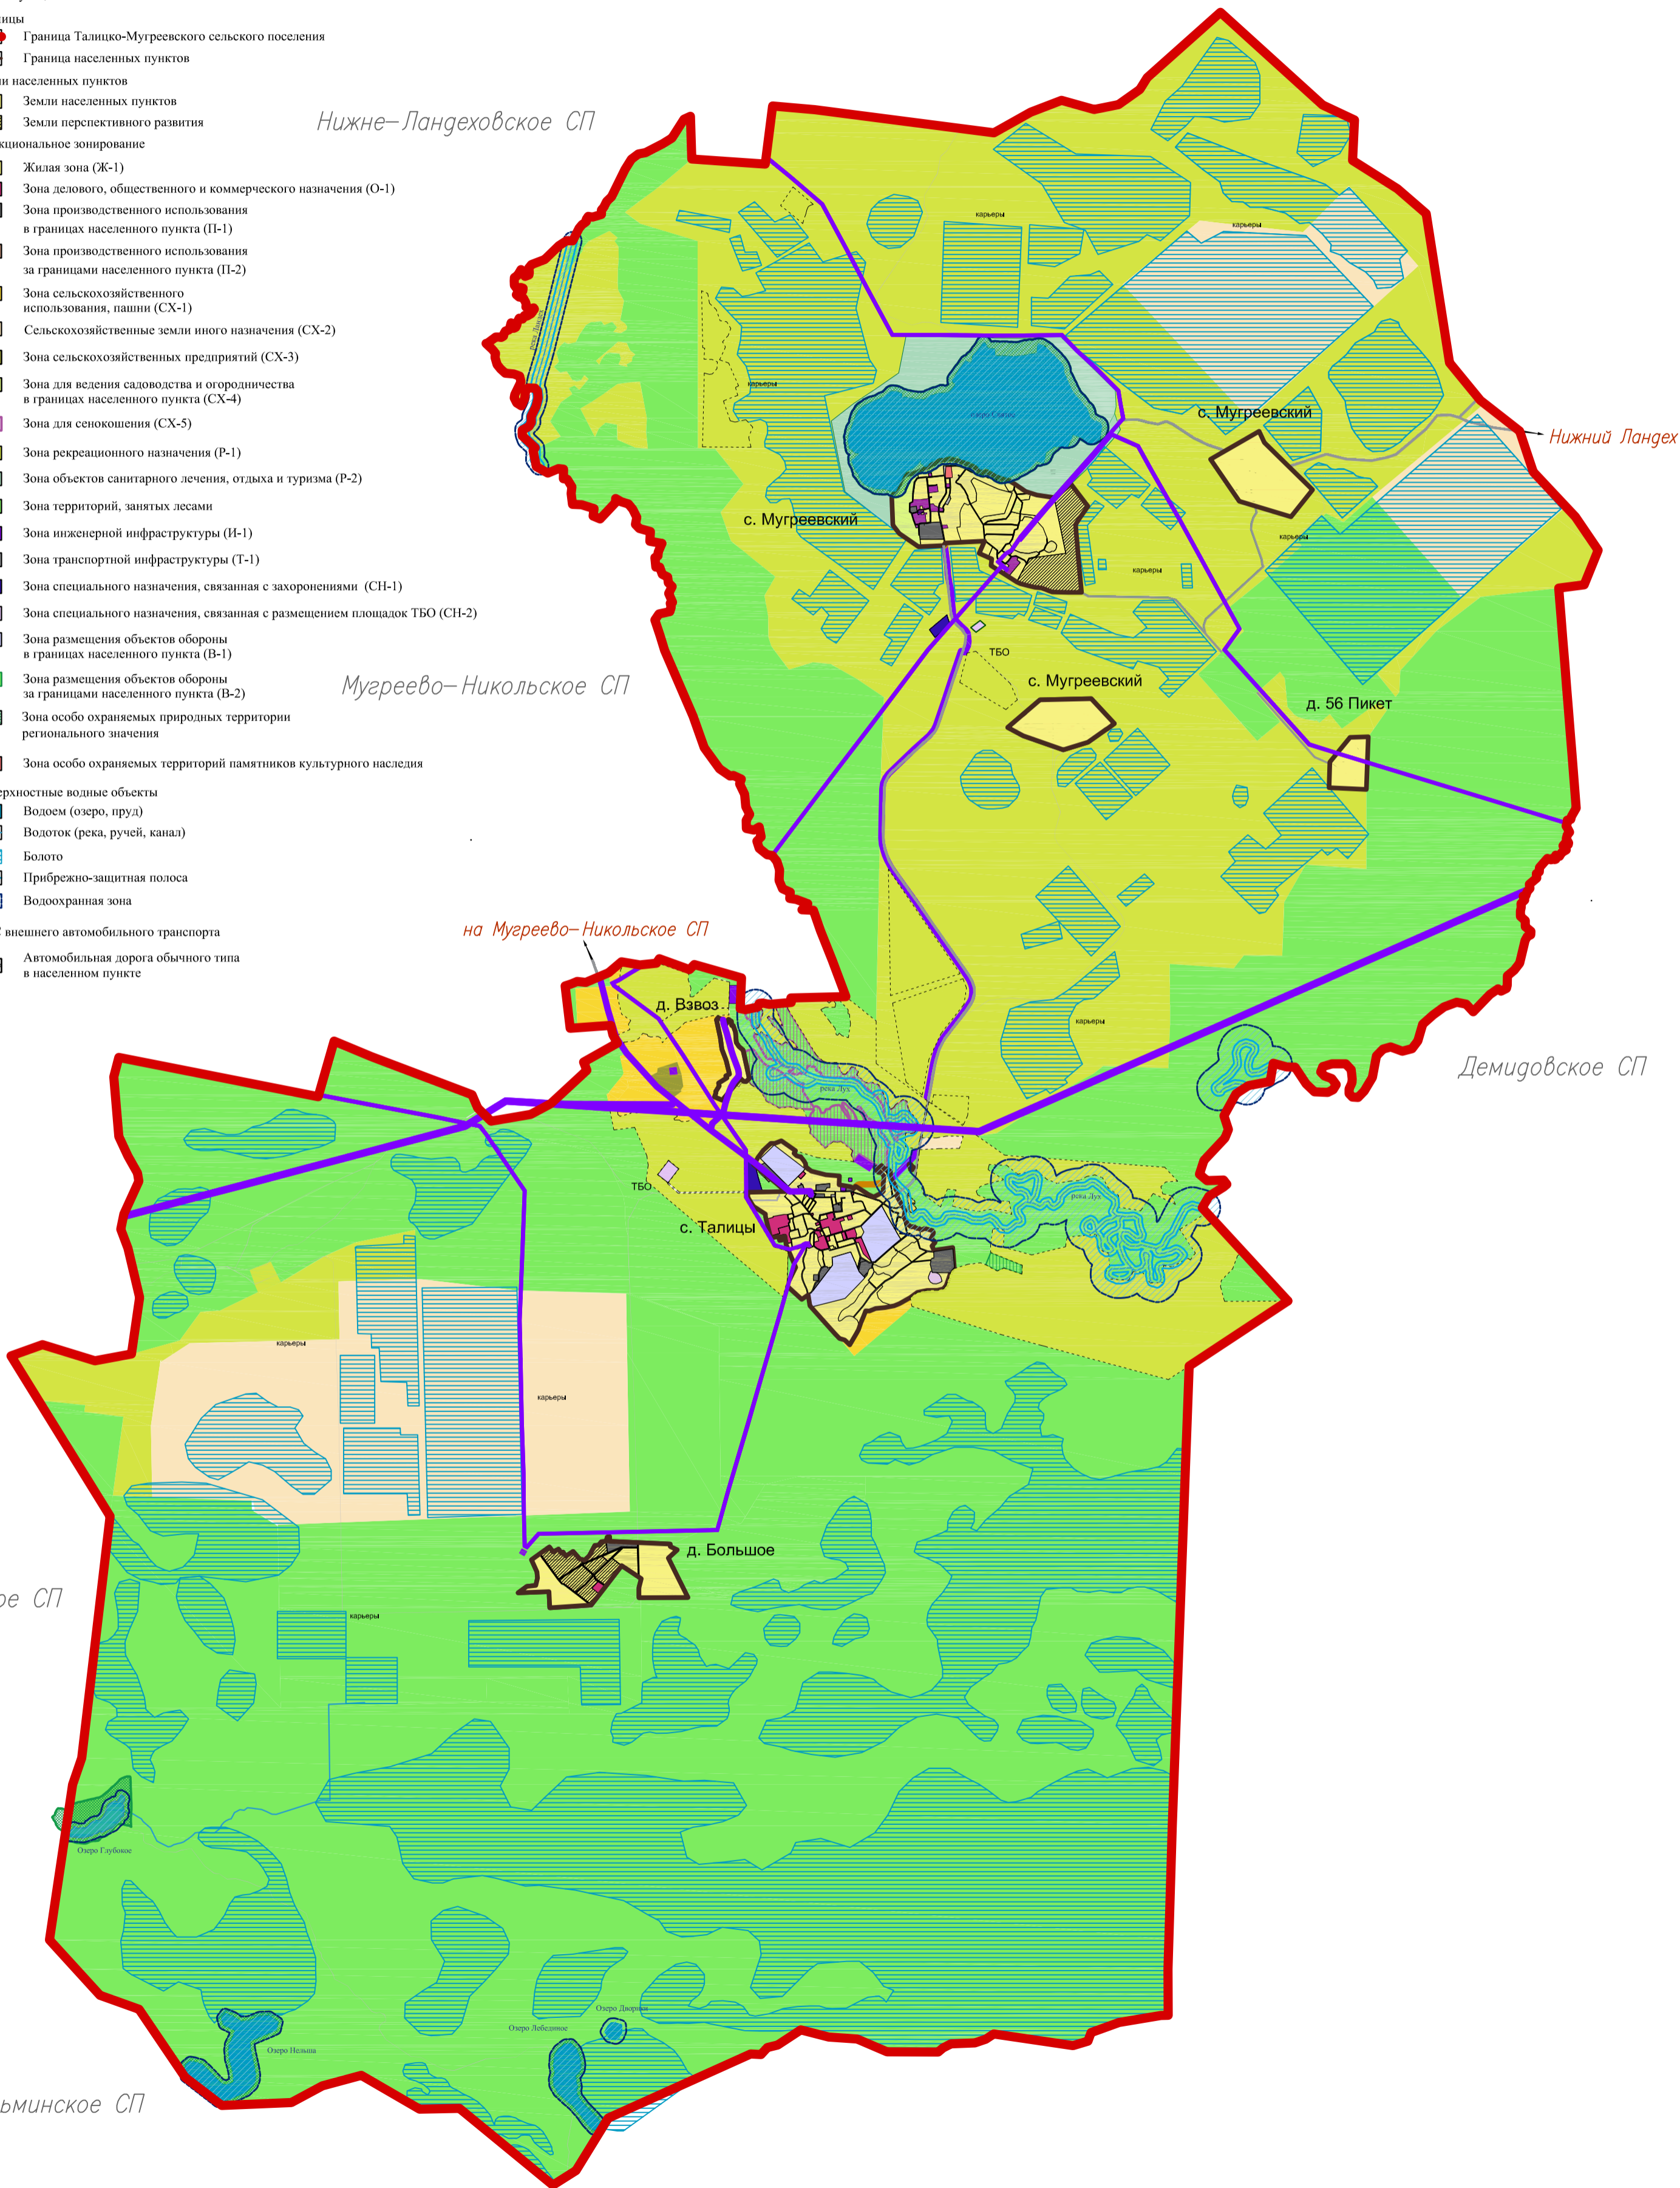 Граница Талицко-Мугреевского сельского поселения
Граница населенных пунктов
населенных пунктов
Земли населенных пунктов
Земли перспективного развития
зонирование
Жилая зона (Ж-1)
Зона делового, общественного и коммерческого назначения (О-1)
Зона производственного использования
в границах населенного пункта (П-1)
Зона производственного использования
за границами населенного пункта (П-2)
Зона сельскохозяйственного
использования, пашни (СХ-1)
Сельскохозяйственные земли иного назначения (СХ-2)
Зона сельскохозяйственных предприятий (СХ-3)
Зона для ведения садоводства и огородничества
в границах населенного пункта (СХ-4)
Зона для сенокошения (СХ-5)
Зона рекреационного назначения (Р-1)
Зона объектов санитарного лечения, отдыха и туризма (Р-2)
Зона территорий, занятых лесами
Зона инженерной инфраструктуры (И-1)
Зона транспортной инфраструктуры (Т-1)
Зона специального назначения, связанная с захоронениями (СН-1)
Зона специального назначения, связанная с размещением площадок ТБО (СН-2)
Зона размещения объектов обороны
в границах населенного пункта (В-1)
Зона размещения объектов обороны
за границами населенного пункта (В-2)
Зона особо охраняемых природных территории
регионального значения
Зона особо охраняемых территорий памятников культурного наследия
водные объекты
Водоем (озеро, пруд)
Водоток (река, ручей, канал)
Болото
Прибрежно-защитная полоса
Водоохранная зона
внешнего автомобильного транспорта
Автомобильная дорога обычного типа
в населенном пункте
Нижне-Ландеховское СП
карьеры
карьеры
карьеры
с. Мугреевский
Нижний Ландех
с. Мугреевский
карьеры
карьеры
ТБО
с. Мугреевский
Мугреево-Никольское СП
д. 56 Пикет
на Мугреево-Никольское СП
д. Взвоз
карьеры
Демидовское СП
река Лух
ТБО
река Лух
с. Талицы
карьеры
карьеры
д. Большое
СП
карьеры
Озеро Глубокое
Озеро Лебединое
Озеро Нельша
СП